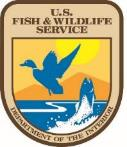 U.S.
FISH & WILDLIFE
SERVICE
DEPARTMENT OF THE INTERIOR